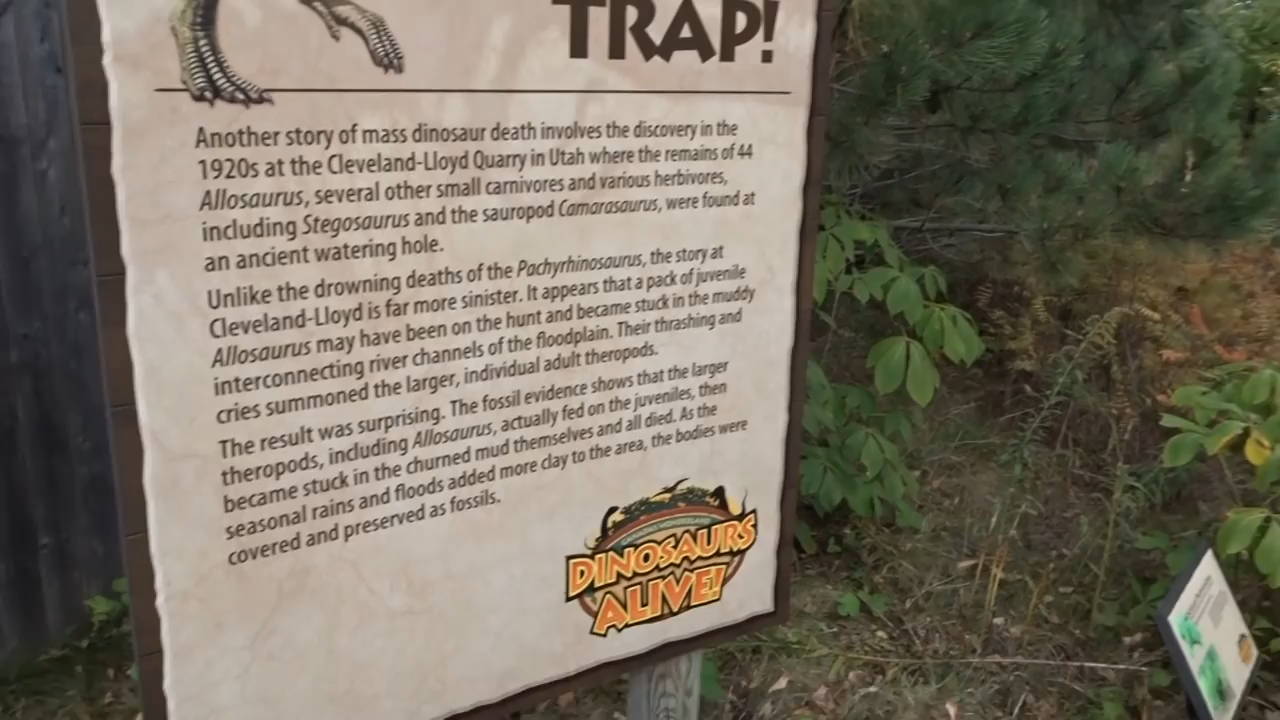 TRAP!
Another story of mass dinosaur death involves the discovery in the
1920s at the Cleveland-Lloyd Quarry in Utah where the remains of 44
Allosaurus, several other small carnivores and various herbivores,
including Stegosaurus and the sauropod Camarasaurus, were found at
an ancient watering hole.
Unlike the drowning deaths of the Pachyrhinosaurus, the story at
Cleveland-Lloyd is far more sinister. It appears that a pack of juvenile
Allosaurus may have been on the hunt and became stuck in the muddy
interconnecting river channels of the floodplain. Their thrashing and
cries summoned the larger, individual adult theropods.
The result was surprising. The fossil evidence shows that the larger
theropods, including Allosaurus, actually fed on the juveniles, then
became stuck in the churned mud themselves and all died. As the
seasonal rains and floods added more clay to the area, the bodies were
covered and preserved as fossils.
DINOSAURS
ALIVE!